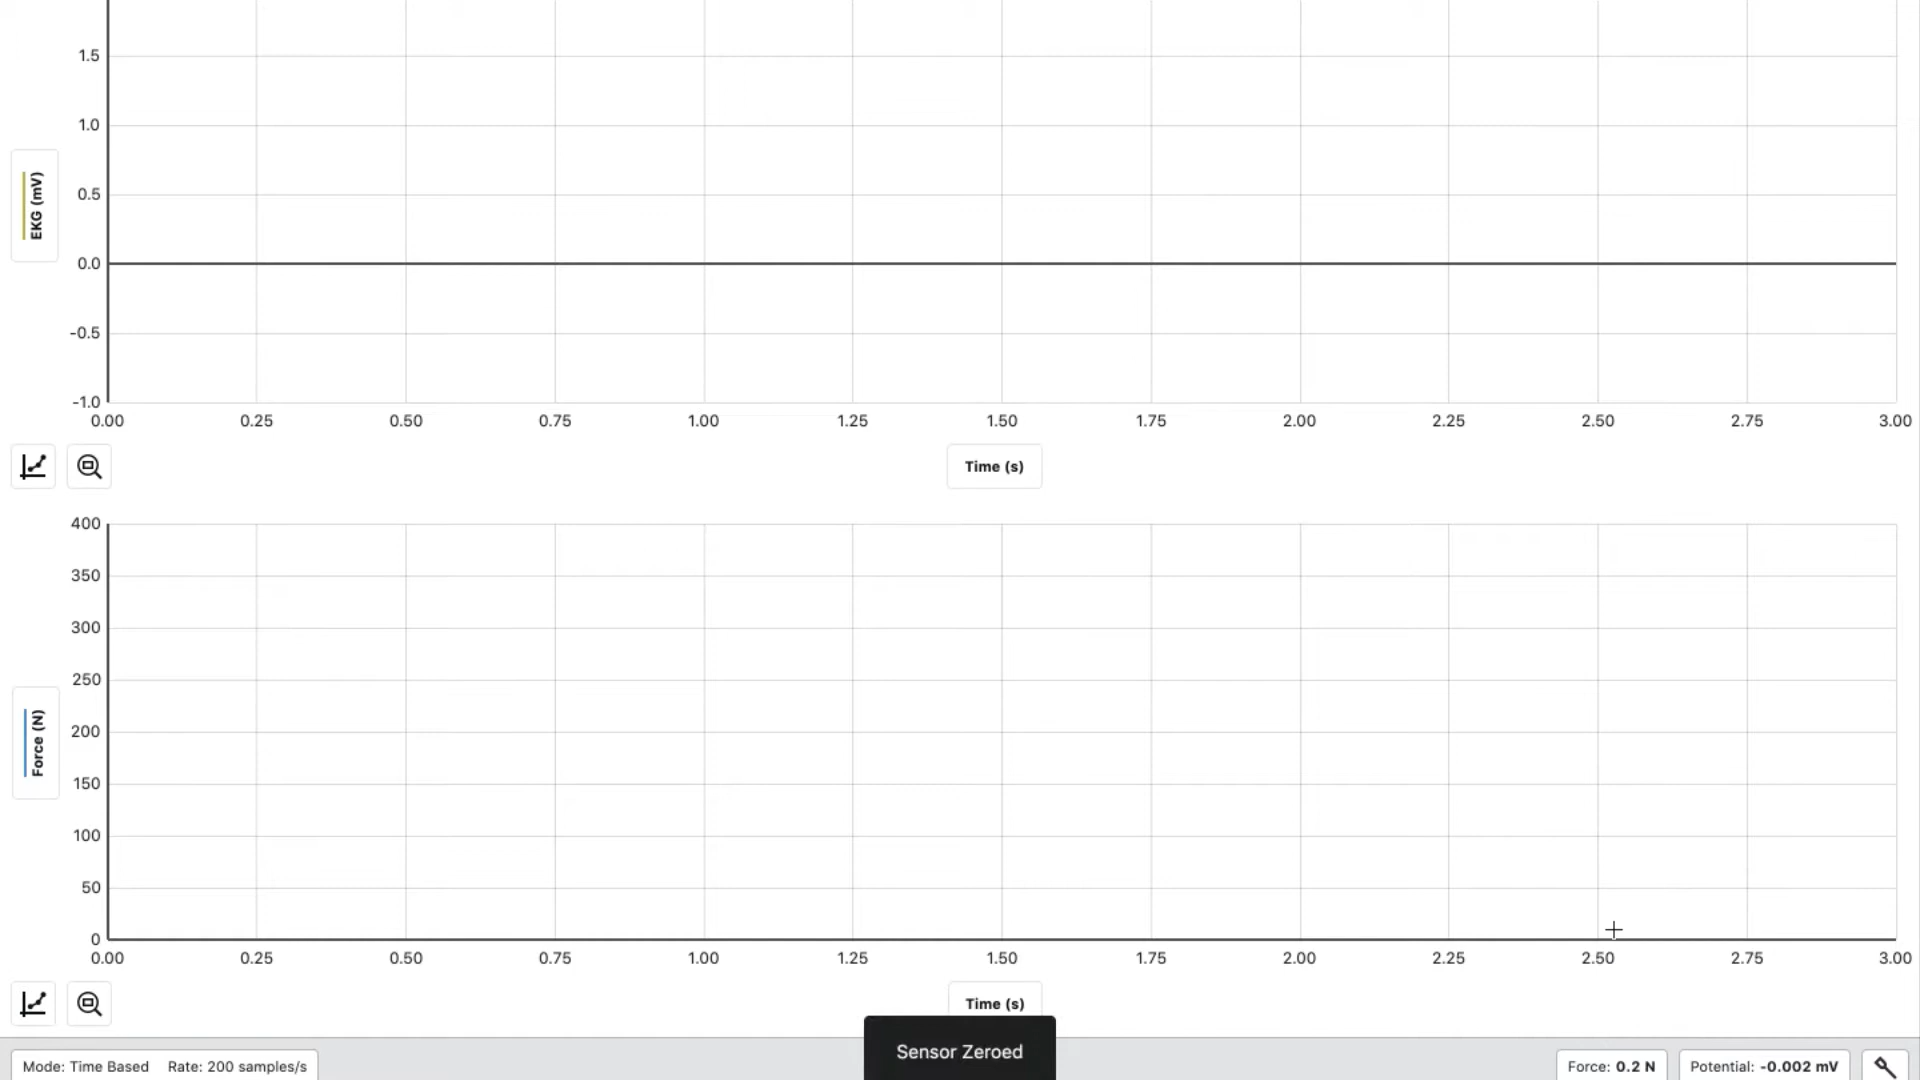 1.5
1.0
0.5
0.0
-0.5
-1.0
EKG (mV)
0.00 0.25 0.50 0.75 1.00 1.25 1.50 1.75 2.00 2.25 2.50 2.75 3.00
Time (s)
400
350
300
250
200
150
100
50
0
Force (N)
0.00 0.25 0.50 0.75 1.00 1.25 1.50 1.75 2.00 2.25 2.50 2.75 3.00
Time (s)
Sensor Zeroed
Mode: Time Based Rate: 200 samples/s
Force: 0.2 N
Potential: -0.002 mV